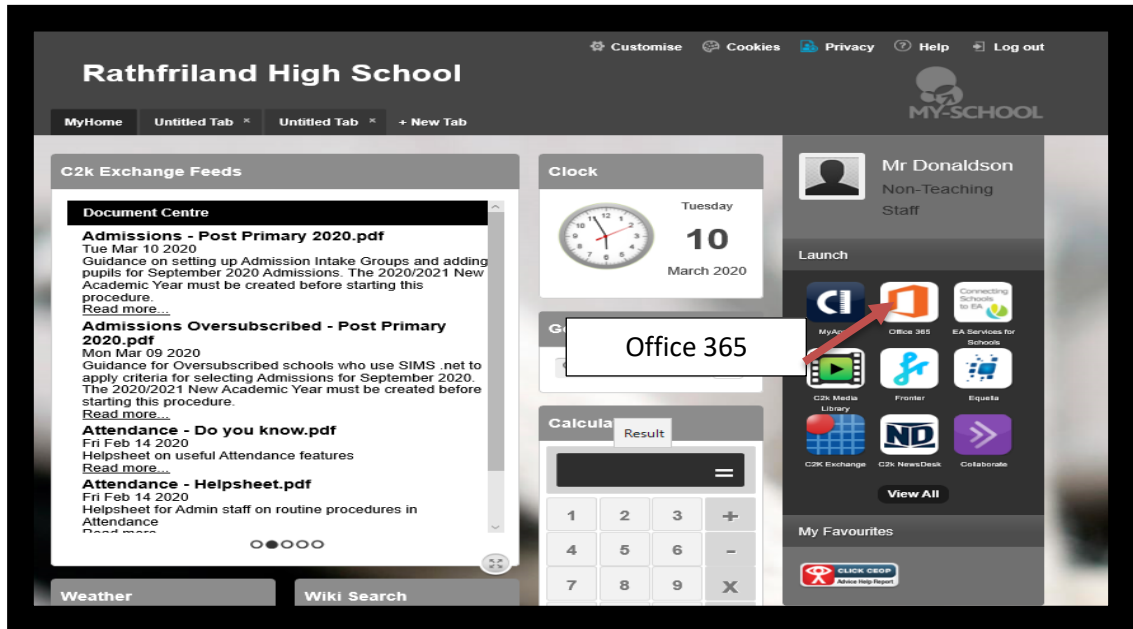 Customise Cookies Privacy Help Log out
Rathfriland High School
MY-SCHOOL
MyHome Untitled Tab × Untitled Tab × + New Tab
C2k Exchange Feeds
Document Centre
Admissions - Post Primary 2020.pdf
Tue Mar 10 2020
Guidance on setting up Admission Intake Groups and adding
pupils for September 2020 Admissions. The 2020/2021 New
Academic Year must be created before starting this
procedure.
Read more...
Admissions Oversubscribed - Post Primary
2020.pdf
Mon Mar 09 2020
Guidance for Oversubscribed schools who use SIMS .net to
apply criteria for selecting Admissions for September 2020.
The 2020/2021 New Academic Year must be created before
starting this procedure.
Read more...
Attendance - Do you know.pdf
Fri Feb 14 2020
Helpsheet on useful Attendance features
Read more...
Attendance - Helpsheet.pdf
Fri Feb 14 2020
Helpsheet for Admin staff on routine procedures in
Attendance
Read more
Weather
Wiki Search
Clock
Tuesday
10
March 2020
Office 365
Calcula
Result
=
1 2 3 +
4 5 6 -
7 8 9 X
Mr Donaldson
Non-Teaching
Staff
Launch
Connecting
Schools
to EA
Office 365
EA Services for
Schools
C2k Media
Library
Fronter
Equella
ND
C2K Exchange
C2k NewsDesk
Collaborate
View All
My Favourites
CLICK CEOP
Advice Help Report